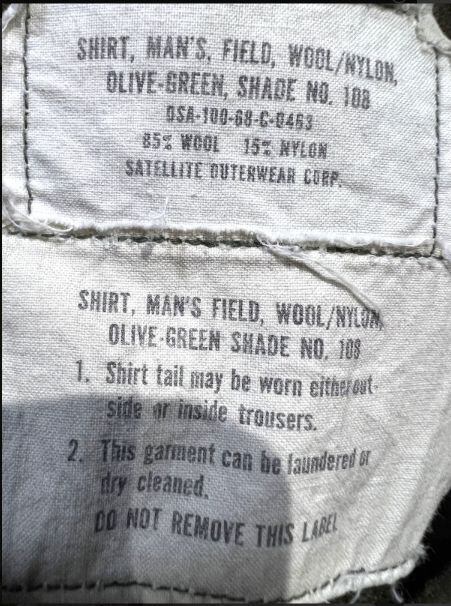 SHIRT, MAN'S, FIELD, WOOL/NYLON,
OLIVE-GREEN, SHADE NO. 108
DSA-100-68-C-0463
85% WOOL 15% NYLON
SATELLITE OUTERWEAR CORP.
SHIRT, MAN'S FIELD, WOOL/NYLON,
OLIVE-GREEN SHADE NO. 108
1. Shirt tail may be worn either out-
side or inside trousers.
2. This garment can be laundered or
dry cleaned.
DO NOT REMOVE THIS LABEL